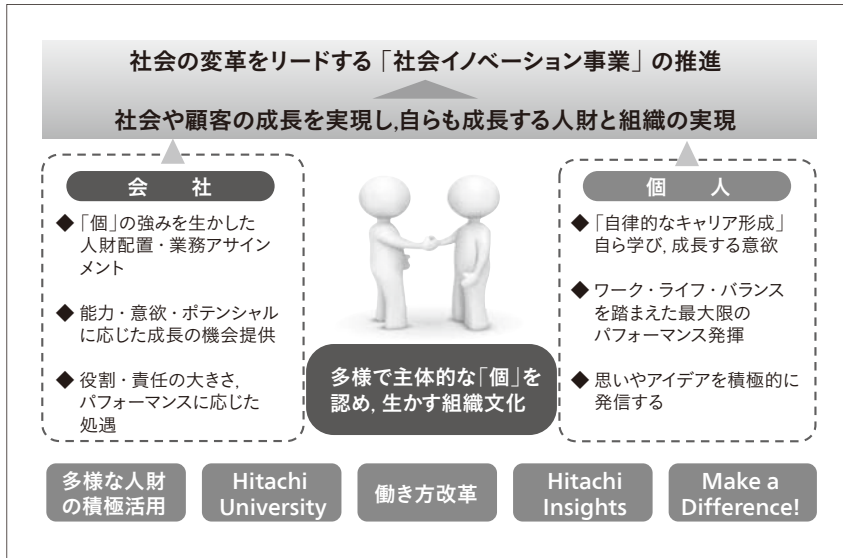 社会の変革をリードする「社会イノベーション事業」の推進
社会や顧客の成長を実現し,自らも成長する人財と組織の実現
会 社
◆「個」の強みを生かした
人財配置・業務アサイン
メント
◆ 能力・意欲・ポテンシャル
に応じた成長の機会提供
◆ 役割・責任の大きさ,
パフォーマンスに応じた
処遇
多様で主体的な「個」を
認め, 生かす組織文化
個 人
◆「自律的なキャリア形成」
自ら学び, 成長する意欲
◆ ワーク・ライフ・バランス
を踏まえた最大限の
パフォーマンス発揮
◆ 思いやアイデアを積極的に
発信する
多様な人財
の積極活用
Hitachi
University
働き方改革
Hitachi
Insights
Make a
Difference!